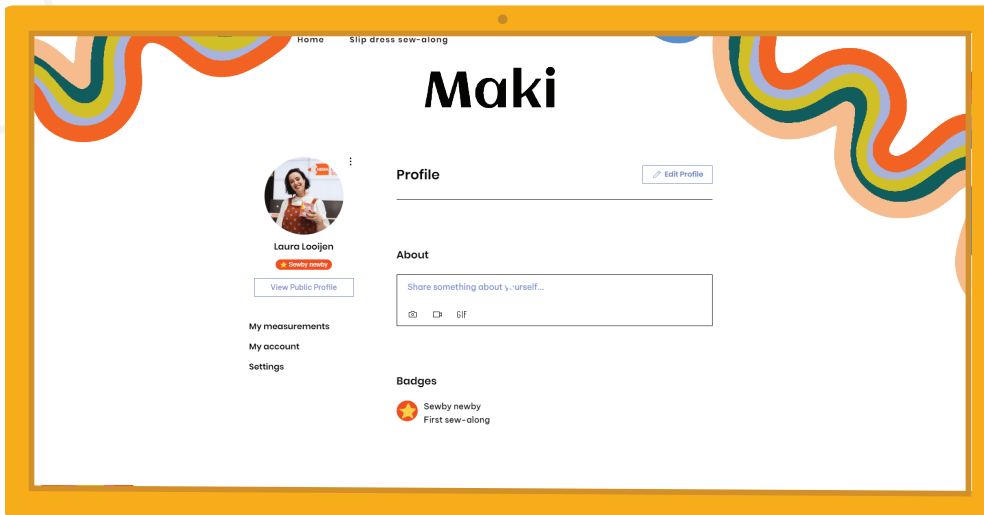 Home Slip dress sew-along
Maki
Profile
Edit Profile
Laura Looijen
Sewby newby
View Public Profile
My measurements
My account
Settings
About
Share something about
GIF
Badges
Sewby newby
First sew-along